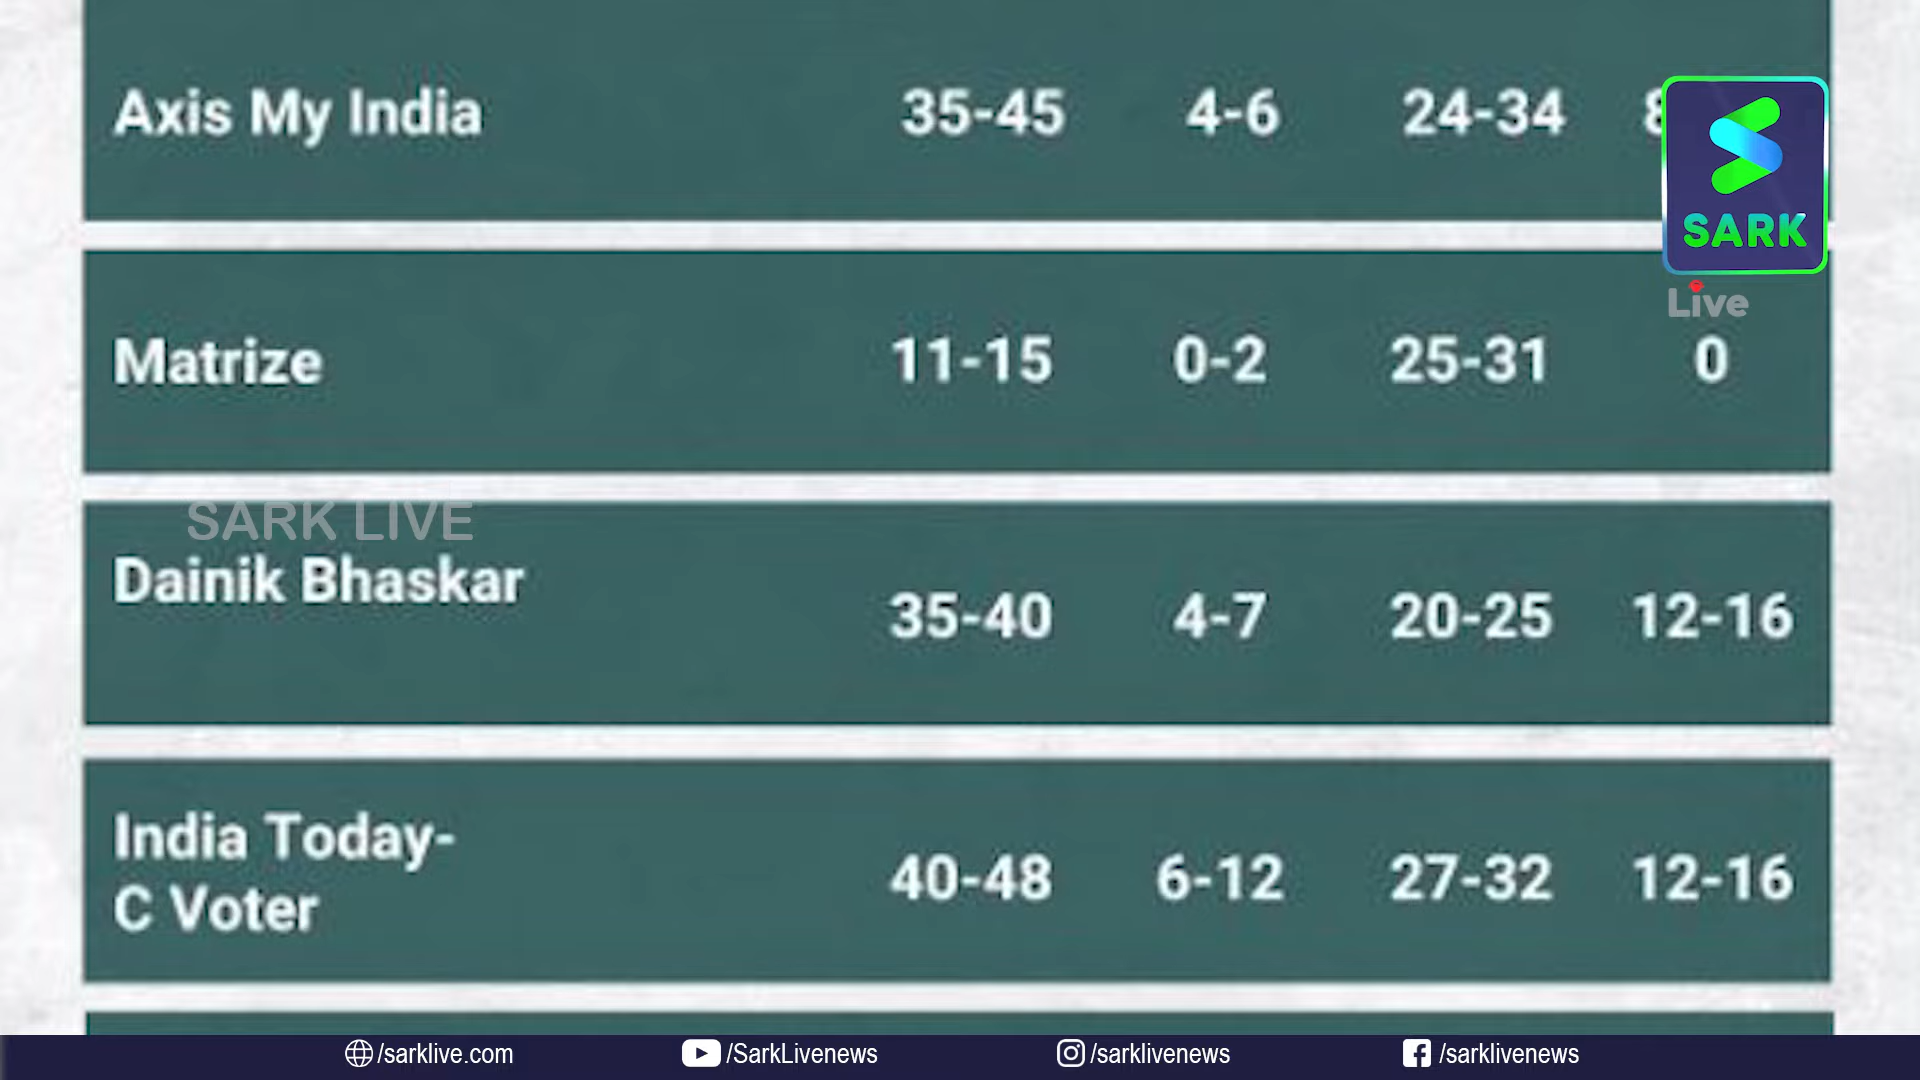 Axis My India 35-45 4-6 24-34
SARK
Live
Matrize 11-15 0-2 25-31 0
SARK LIVE
Dainik Bhaskar 35-40 4-7 20-25 12-16
India Today-
C Voter 40-48 6-12 27-32 12-16
/sarklive.com /SarkLivenews /sarklivenews /sarklivenews